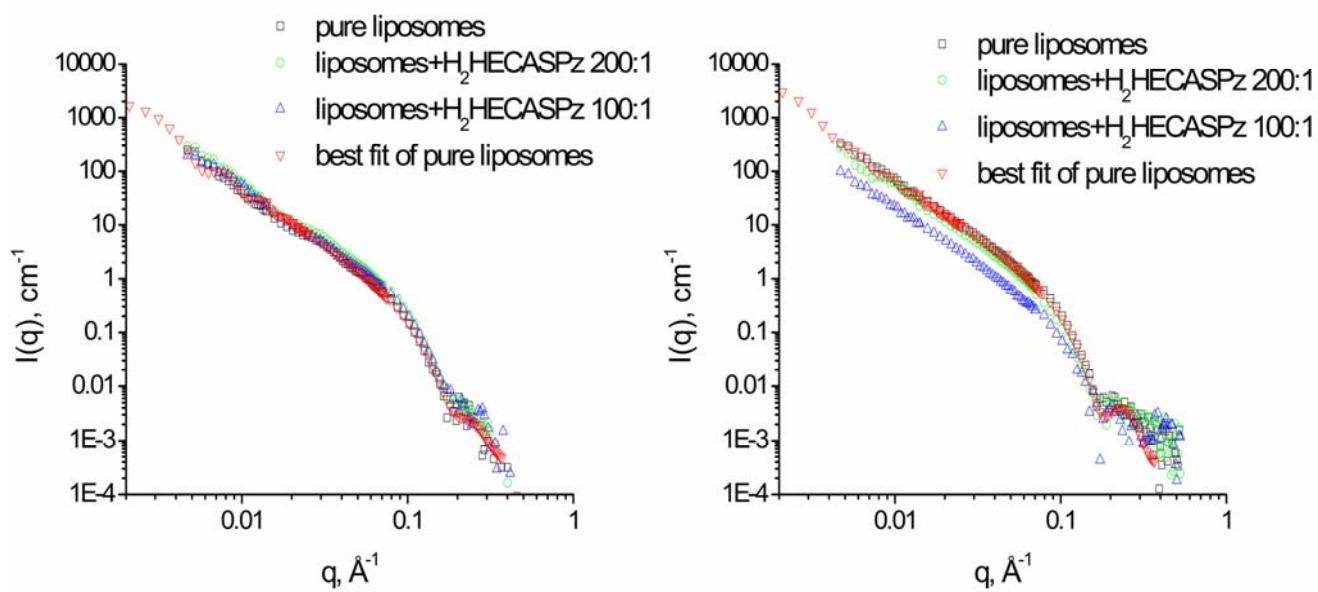 pure liposomes
liposomes+H₂HECASPz 200:1
liposomes+H₂HECASPz 100:1
best fit of pure liposomes
10000
1000
100
10
1
0.1
0.01
1E-3
1E-4
I(q), cm⁻¹
0.01
0.1
1
q, Å⁻¹
pure liposomes
liposomes+H₂HECASPz 200:1
liposomes+H₂HECASPz 100:1
best fit of pure liposomes
10000
1000
100
10
1
0.1
0.01
1E-3
1E-4
I(q), cm⁻¹
0.01
0.1
1
q, Å⁻¹